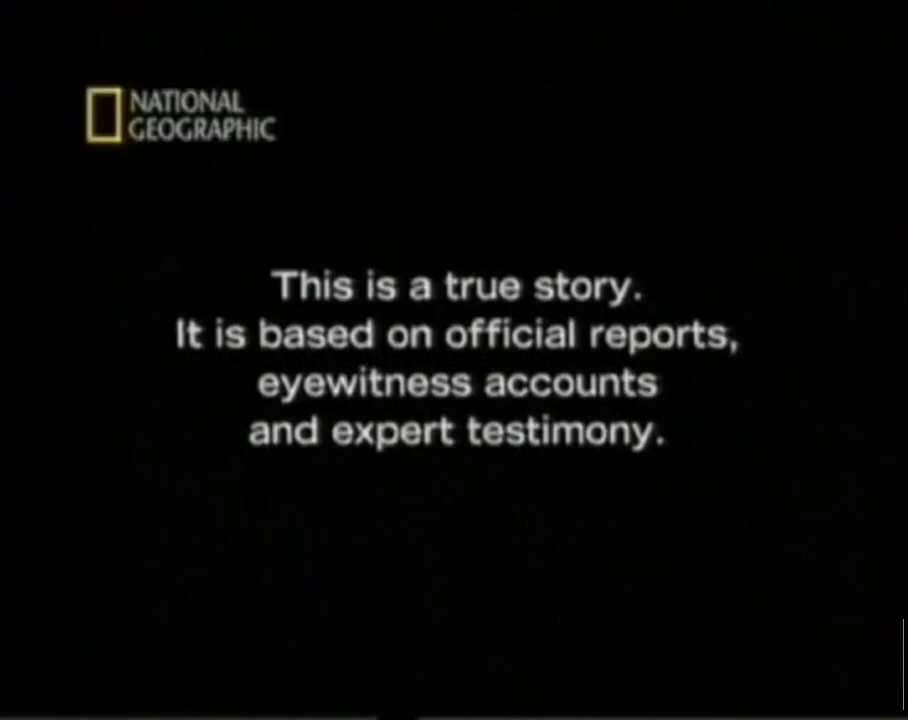 NATIONAL
GEOGRAPHIC
This is a true story.
It is based on official reports,
eyewitness accounts
and expert testimony.